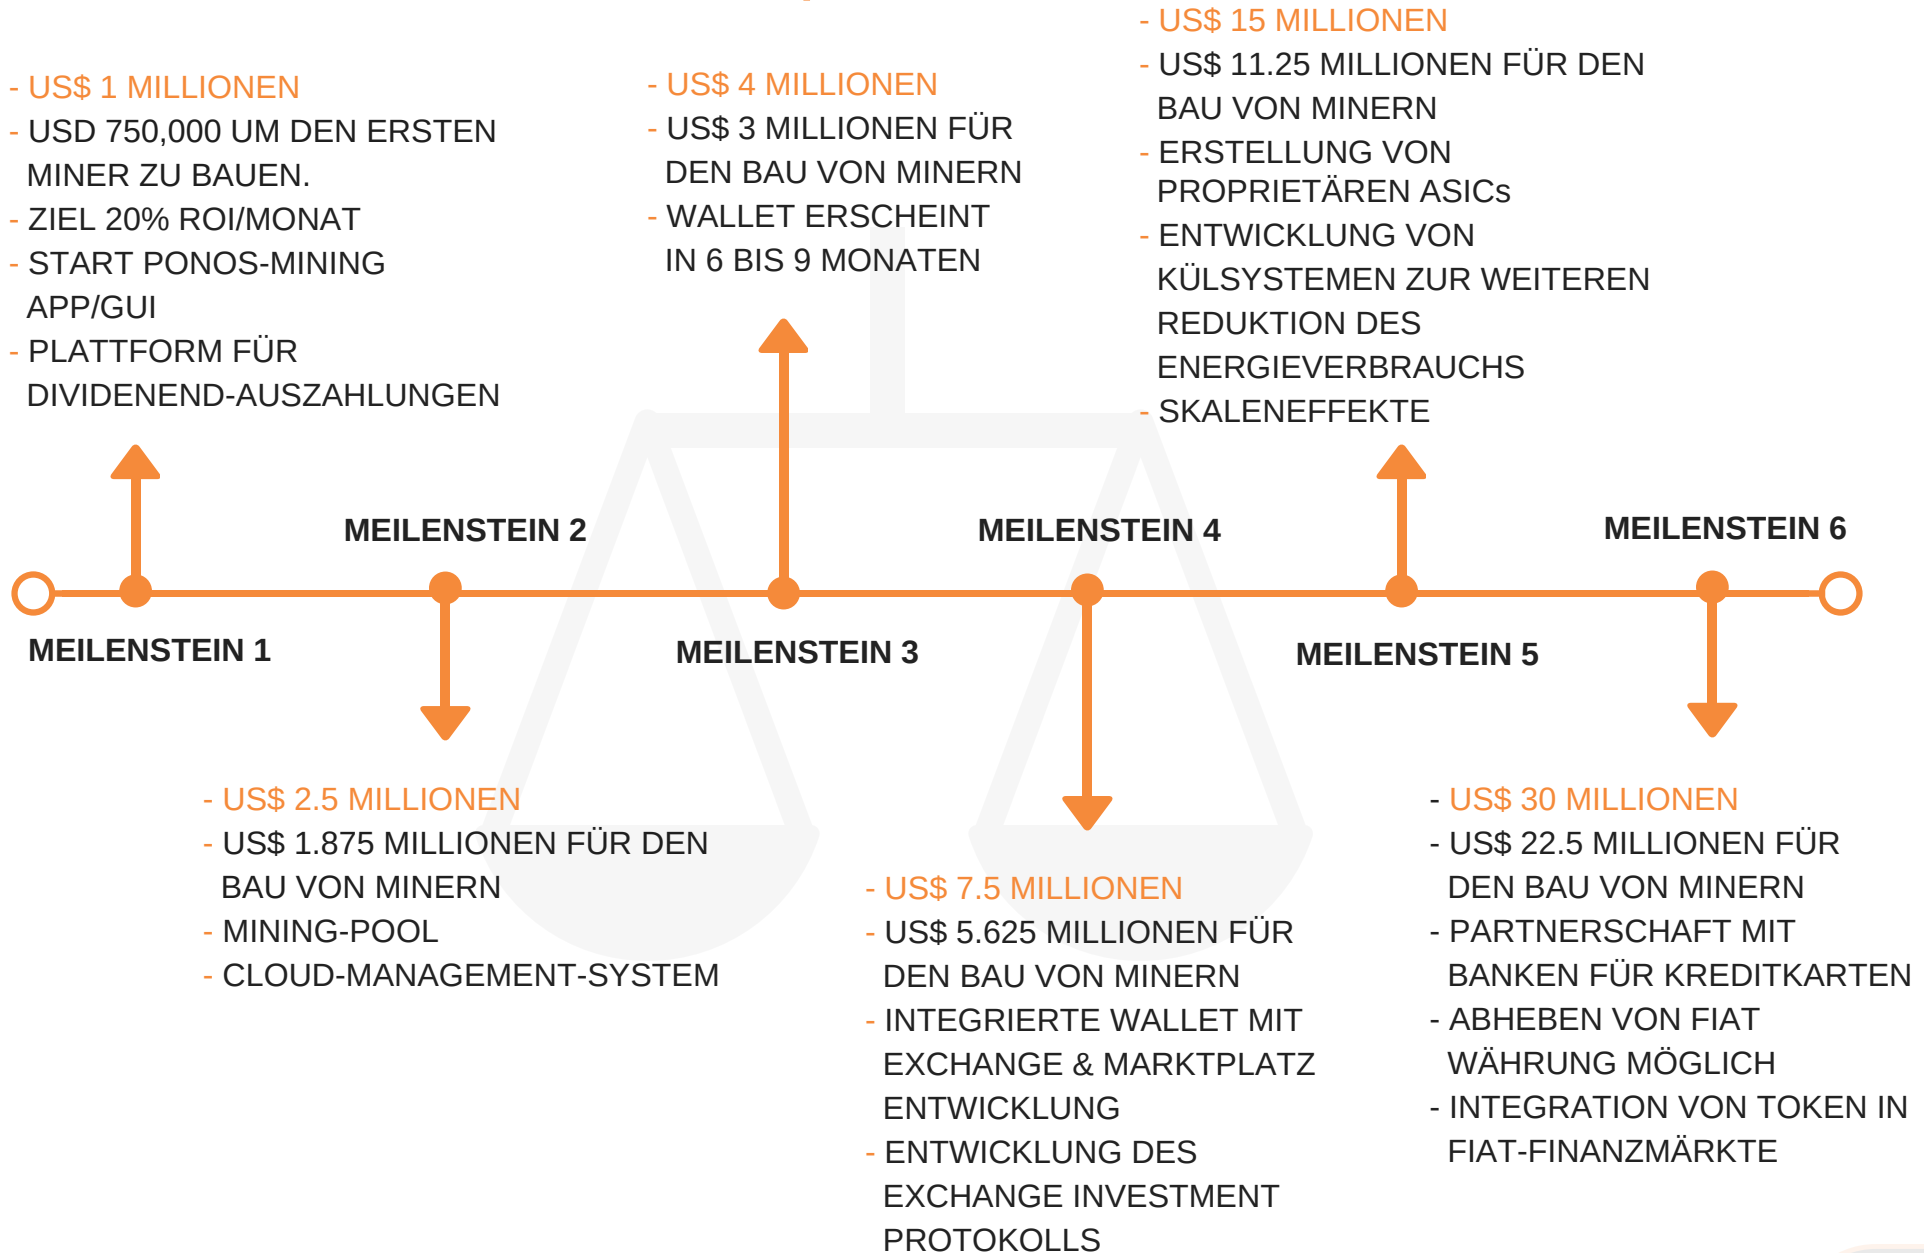 - US$ 1 MILLIONEN
- USD 750,000 UM DEN ERSTEN
MINER ZU BAUEN.
- ZIEL 20% ROI/MONAT
- START PONOS-MINING
APP/GUI
- PLATTFORM FÜR
DIVIDENEND-AUSZAHLUNGEN
- US$ 4 MILLIONEN
- US$ 3 MILLIONEN FÜR
DEN BAU VON MINERN
- WALLET ERSCHEINT
IN 6 BIS 9 MONATEN
- US$ 15 MILLIONEN
- US$ 11.25 MILLIONEN FÜR DEN
BAU VON MINERN
- ERSTELLUNG VON
PROPRIETÄREN ASICs
- ENTWICKLUNG VON
KÜLSYSTEMEN ZUR WEITEREN
REDUKTION DES
ENERGIEVERBRAUCHS
- SKALENEFFEKTE
MEILENSTEIN 2
MEILENSTEIN 4
MEILENSTEIN 6
MEILENSTEIN 1
MEILENSTEIN 3
MEILENSTEIN 5
- US$ 2.5 MILLIONEN
- US$ 1.875 MILLIONEN FÜR DEN
BAU VON MINERN
- MINING-POOL
- CLOUD-MANAGEMENT-SYSTEM
- US$ 7.5 MILLIONEN
- US$ 5.625 MILLIONEN FÜR
DEN BAU VON MINERN
- INTEGRIERTE WALLET MIT
EXCHANGE & MARKTPLATZ
ENTWICKLUNG
- ENTWICKLUNG DES
EXCHANGE INVESTMENT
PROTOKOLLS
- US$ 30 MILLIONEN
- US$ 22.5 MILLIONEN FÜR
DEN BAU VON MINERN
- PARTNERSCHAFT MIT
BANKEN FÜR KREDITKARTEN
- ABHEBEN VON FIAT
WÄHRUNG MÖGLICH
- INTEGRATION VON TOKEN IN
FIAT-FINANZMÄRKTE